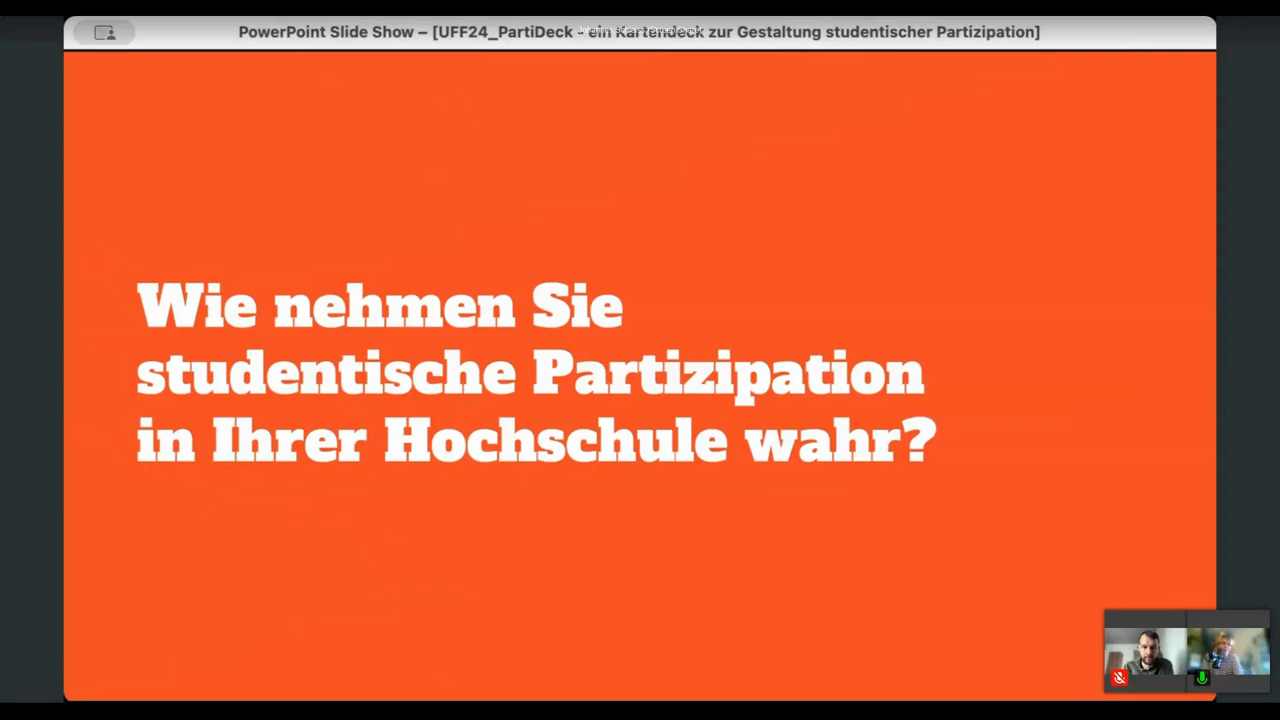 PowerPoint Slide Show – [UFF24_PartiDeck - ein Kartendeck zur Gestaltung studentischer Partizipation]
Wie nehmen Sie
studentische Partizipation
in Ihrer Hochschule wahr?